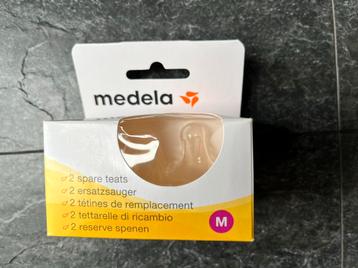 medela
2 spare teats
2 ersatzsauger
2 tétines de remplacement
2 tettarelle di ricambio
2 reserve spenen
M